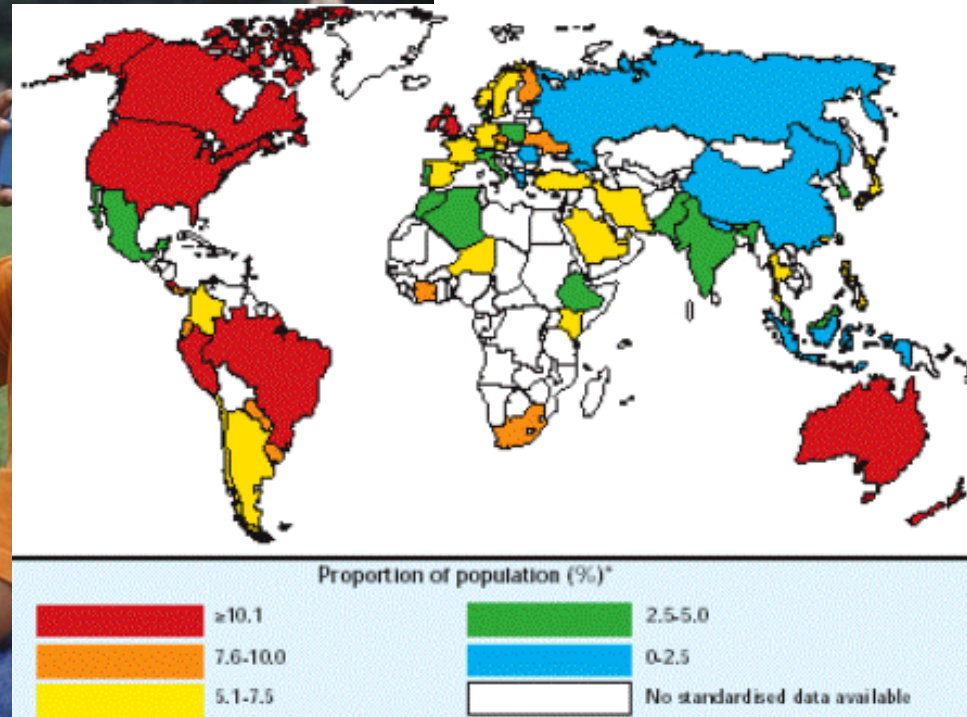 Proportion of population (%)*
≥10.1
7.6-10.0
5.1-7.5
2.5-5.0
0-2.5
No standardised data available